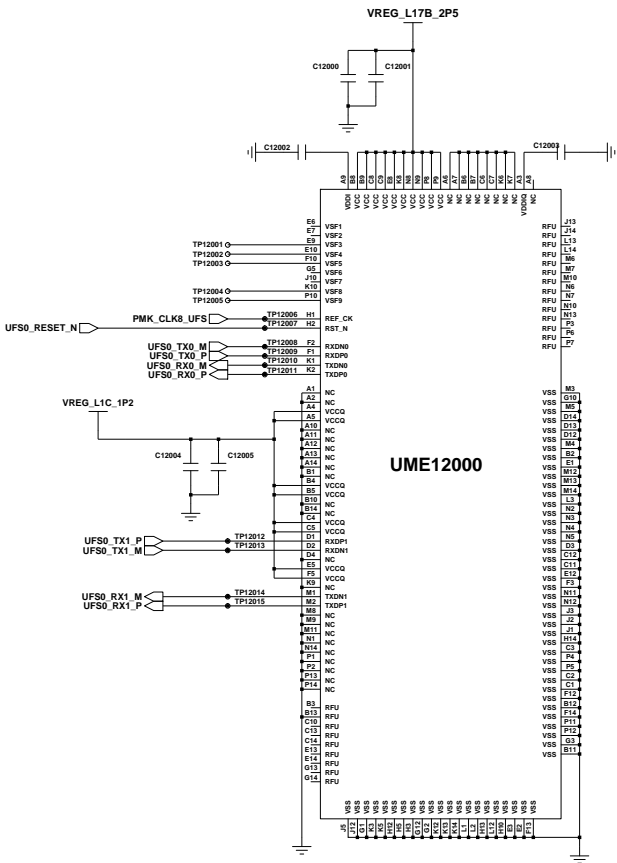 VREG_L17B_2P5
C12000
C12001
C12002
C12003
A9 B8 B9 C8 C9 E8 K8 N8 N9 P8 P9 A6 A7 B6 B7 C6 C7 K6 K7 A3 A8
VDDI VCC VCC VCC VCC VCC VCC VCC VCC VCC VCC NC NC NC NC NC NC NC NC VDDIQ NC
E6 VSF1
E7 VSF2
TP12001 E9 VSF3
TP12002 E10 VSF4
TP12003 F10 VSF5
G5 VSF6
J10 VSF7
TP12004 K10 VSF8
TP12005 P10 VSF9
PMK_CLK8_UFS TP12006 H1 REF_CK
UFS0_RESET_N TP12007 H2 RST_N
UFS0_TX0_M TP12008 F2 RXDN0
UFS0_TX0_P TP12009 F1 RXDP0
UFS0_RX0_M TP12010 K1 TXDN0
UFS0_RX0_P TP12011 K2 TXDP0
VREG_L1C_1P2
C12004
C12005
A1 NC
A2 NC
A4 VCCQ
A5 VCCQ
A10 NC
A11 NC
A12 NC
A13 NC
A14 NC
B1 NC
B4 VCCQ
B5 VCCQ
B10 NC
B14 NC
C4 VCCQ
C5 VCCQ
UFS0_TX1_P TP12012 D1 RXDP1
UFS0_TX1_M TP12013 D2 RXDN1
D4 NC
E5 VCCQ
F5 VCCQ
K9 NC
UFS0_RX1_M TP12014 M1 TXDN1
UFS0_RX1_P TP12015 M2 TXDP1
M8 NC
M9 NC
M11 NC
N1 NC
N14 NC
P1 NC
P2 NC
P13 NC
P14 NC
B3 RFU
B13 RFU
C10 RFU
C13 RFU
C14 RFU
E13 RFU
E14 RFU
G13 RFU
G14 RFU
UME12000
RFU J13
RFU J14
RFU L13
RFU L14
RFU M6
RFU M7
RFU M10
RFU N6
RFU N7
RFU N10
RFU N13
RFU P3
RFU P6
RFU P7
VSS M3
VSS G10
VSS M5
VSS D14
VSS D13
VSS D12
VSS M4
VSS B2
VSS E1
VSS M12
VSS M13
VSS M14
VSS L3
VSS N2
VSS N3
VSS N4
VSS N5
VSS D3
VSS C12
VSS C11
VSS E12
VSS F3
VSS N11
VSS N12
VSS J3
VSS J2
VSS J1
VSS H14
VSS C3
VSS P4
VSS P5
VSS C2
VSS C1
VSS F12
VSS B12
VSS F14
VSS P11
VSS P12
VSS G3
VSS B11
VSS VSS VSS VSS VSS VSS VSS VSS VSS VSS VSS VSS VSS VSS VSS VSS VSS VSS VSS VSS VSS
J5 J12 G1 K3 K5 H12 H5 H3 G12 G2 K12 K13 K14 L1 L2 H13 L12 H10 E3 E2 F13